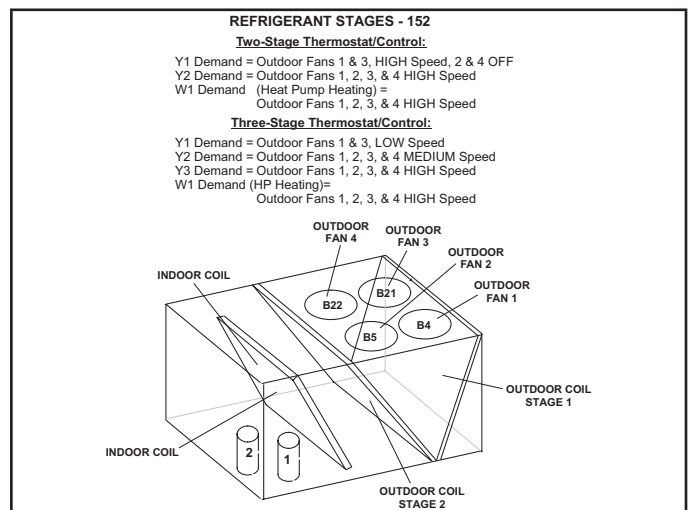 REFRIGERANT STAGES - 152
Two-Stage Thermostat/Control:
Y1 Demand = Outdoor Fans 1 & 3, HIGH Speed, 2 & 4 OFF
Y2 Demand = Outdoor Fans 1, 2, 3, & 4 HIGH Speed
W1 Demand (Heat Pump Heating) =
Outdoor Fans 1, 2, 3, & 4 HIGH Speed
Three-Stage Thermostat/Control:
Y1 Demand = Outdoor Fans 1 & 3, LOW Speed
Y2 Demand = Outdoor Fans 1, 2, 3, & 4 MEDIUM Speed
Y3 Demand = Outdoor Fans 1, 2, 3, & 4 HIGH Speed
W1 Demand (HP Heating)=
Outdoor Fans 1, 2, 3, & 4 HIGH Speed
OUTDOOR
FAN 4
OUTDOOR
FAN 3
OUTDOOR
FAN 2
OUTDOOR
FAN 1
INDOOR COIL
B22
B21
B5
B4
OUTDOOR COIL
STAGE 1
INDOOR COIL
2
1
OUTDOOR COIL
STAGE 2